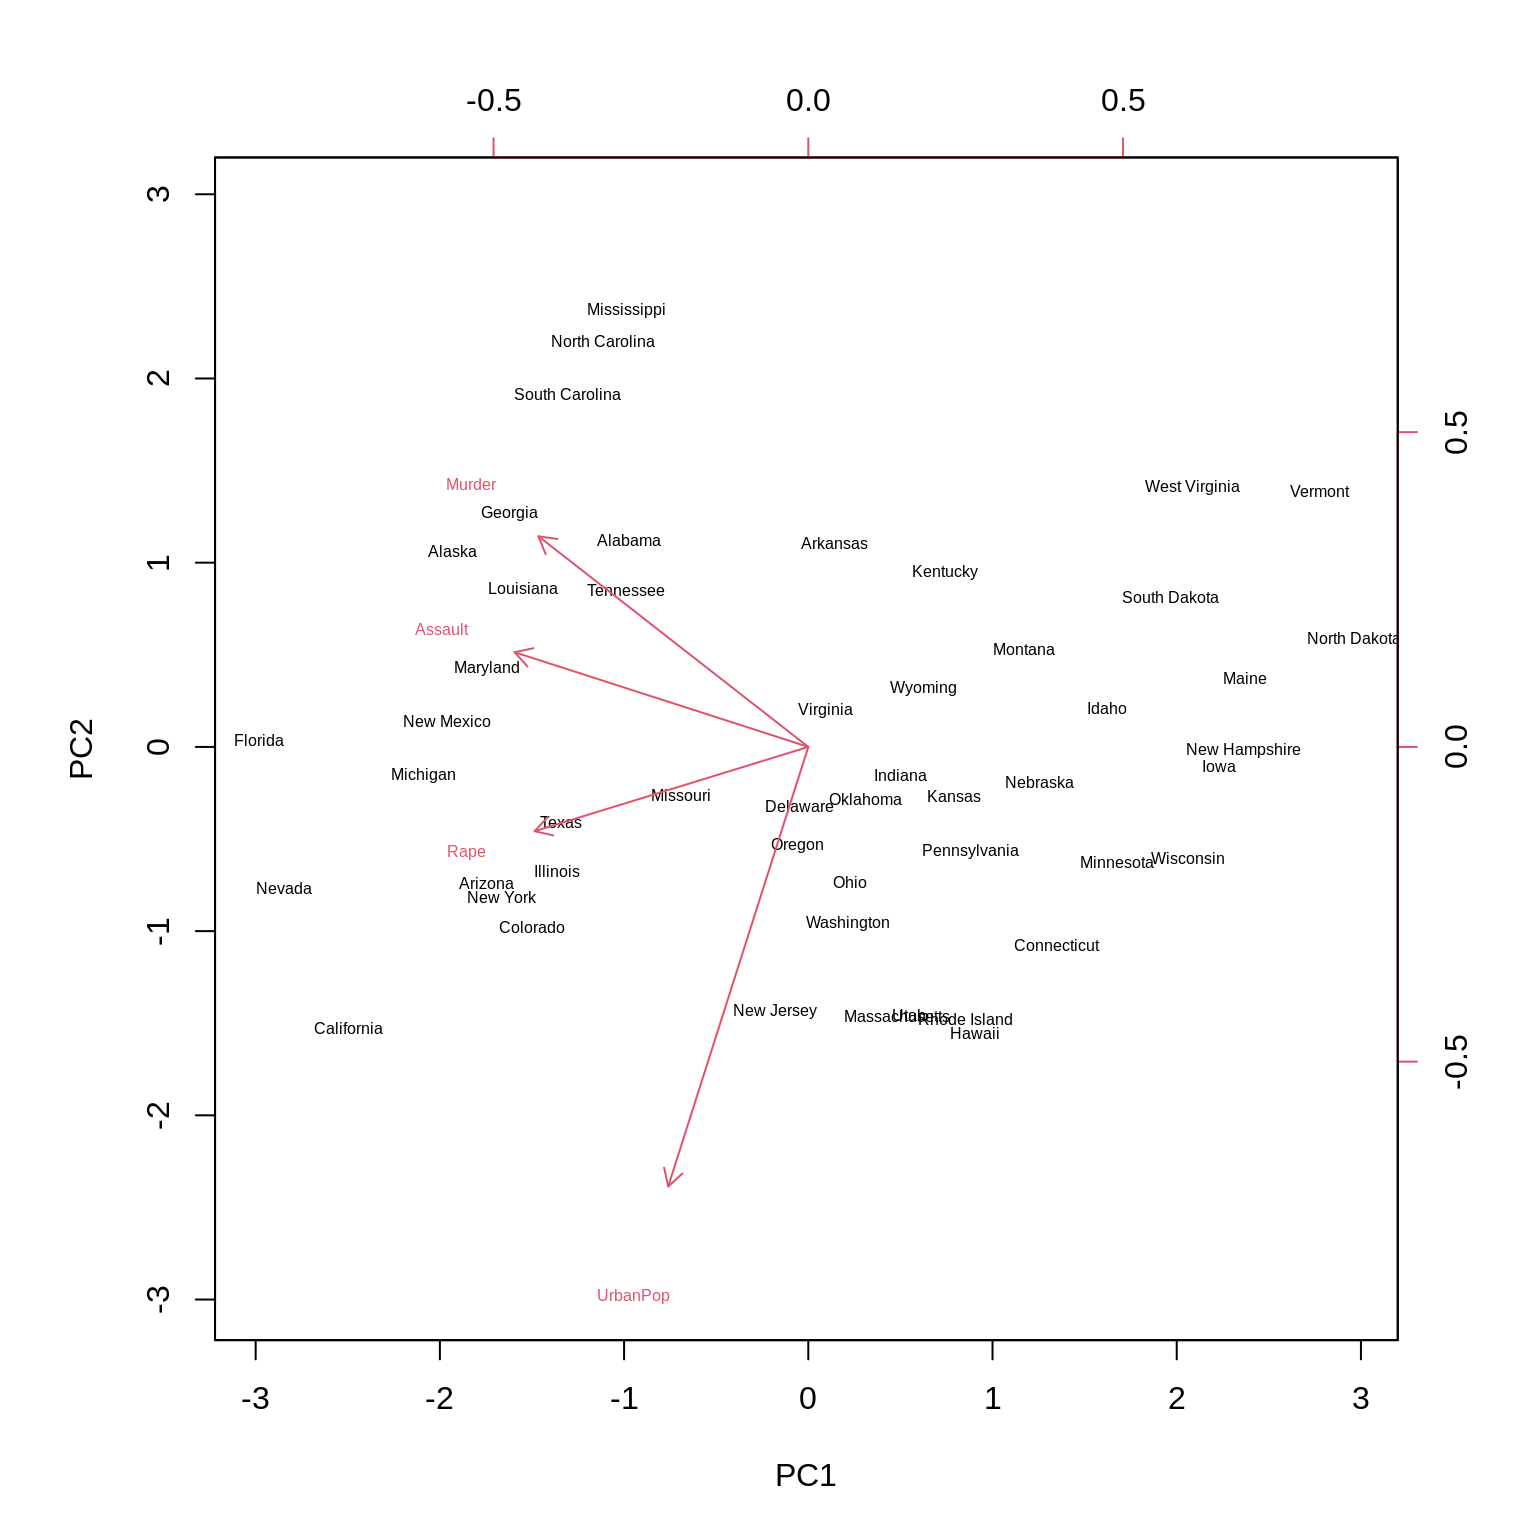 -0.5 0.0 0.5
3
Mississippi
North Carolina
2
South Carolina
0.5
Murder
West Virginia
Vermont
Georgia
Alabama
Arkansas
Alaska
1
Kentucky
Louisiana
Tennessee
South Dakota
Assault
North Dakota
Montana
Maryland
Maine
Wyoming
Virginia
Idaho
New Mexico
Florida
PC2
0
0.0
New Hampshire
Iowa
Michigan
Indiana
Nebraska
Missouri
Kansas
Oklahoma
Delaware
Texas
Oregon
Rape
Pennsylvania
Wisconsin
Minnesota
Illinois
Arizona
Ohio
Nevada
New York
Washington
Colorado
-1
Connecticut
New Jersey
Massachusetts
Utah
Rhode Island
California
Hawaii
-0.5
-2
UrbanPop
-3
-3 -2 -1 0 1 2 3
PC1